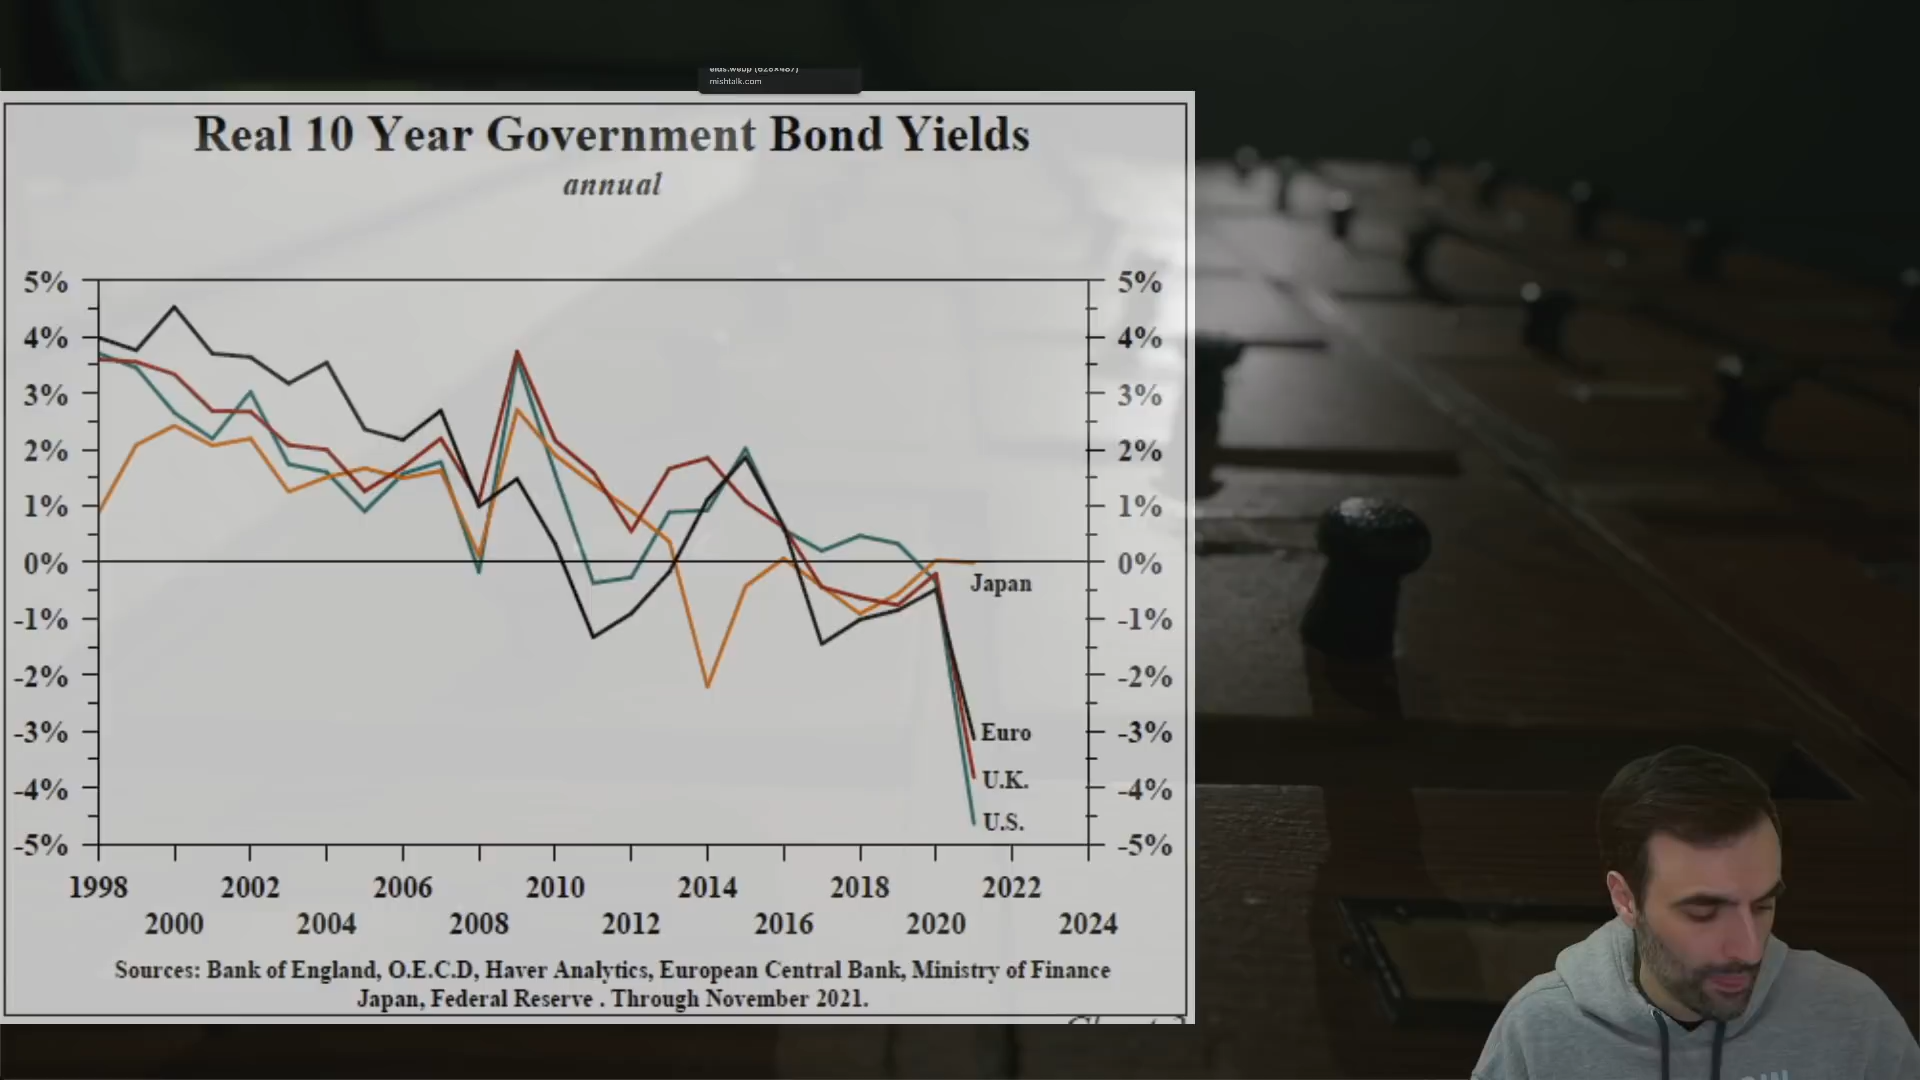 mishtalk.com
Real 10 Year Government Bond Yields
annual
5% 5%
4% 4%
3% 3%
2% 2%
1% 1%
0% 0%
Japan
-1% -1%
-2% -2%
-3% Euro -3%
U.K.
-4% -4%
U.S.
-5% -5%
1998 2002 2006 2010 2014 2018 2022
2000 2004 2008 2012 2016 2020 2024
Sources: Bank of England, O.E.C.D, Haver Analytics, European Central Bank, Ministry of Finance
Japan, Federal Reserve . Through November 2021.